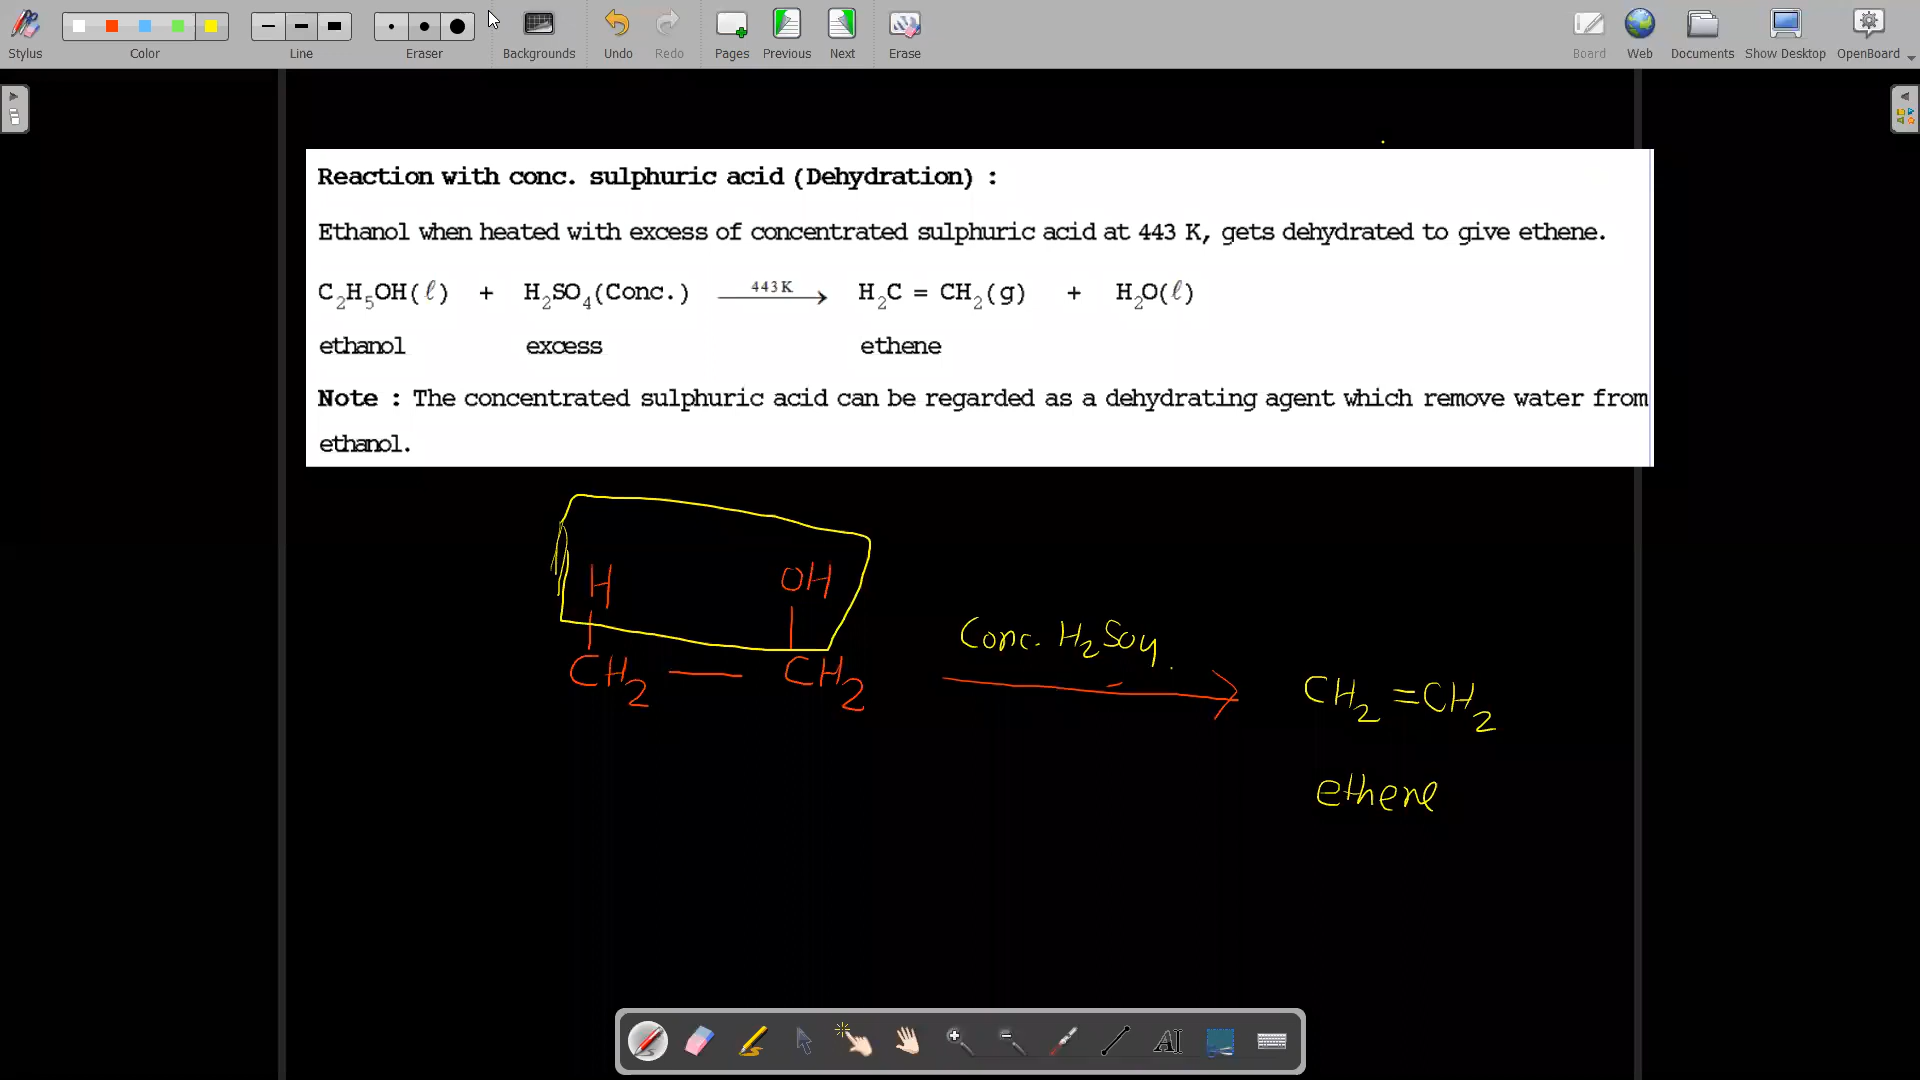 Stylus Color Line Eraser Backgrounds Undo Redo Pages Previous Next Erase Board Web Documents Show Desktop OpenBoard
Reaction with conc. sulphuric acid (Dehydration) :
Ethanol when heated with excess of concentrated sulphuric acid at 443 K, gets dehydrated to give ethene.
C₂H₅OH(ℓ) + H₂SO₄(Conc.) 443K ⟶ H₂C = CH₂(g) + H₂O(ℓ)
ethanol excess ethene
Note : The concentrated sulphuric acid can be regarded as a dehydrating agent which remove water from
ethanol.
H OH
Conc. H₂SO₄
CH₂ — CH₂ ⟶ CH₂ = CH₂
ethene
AI